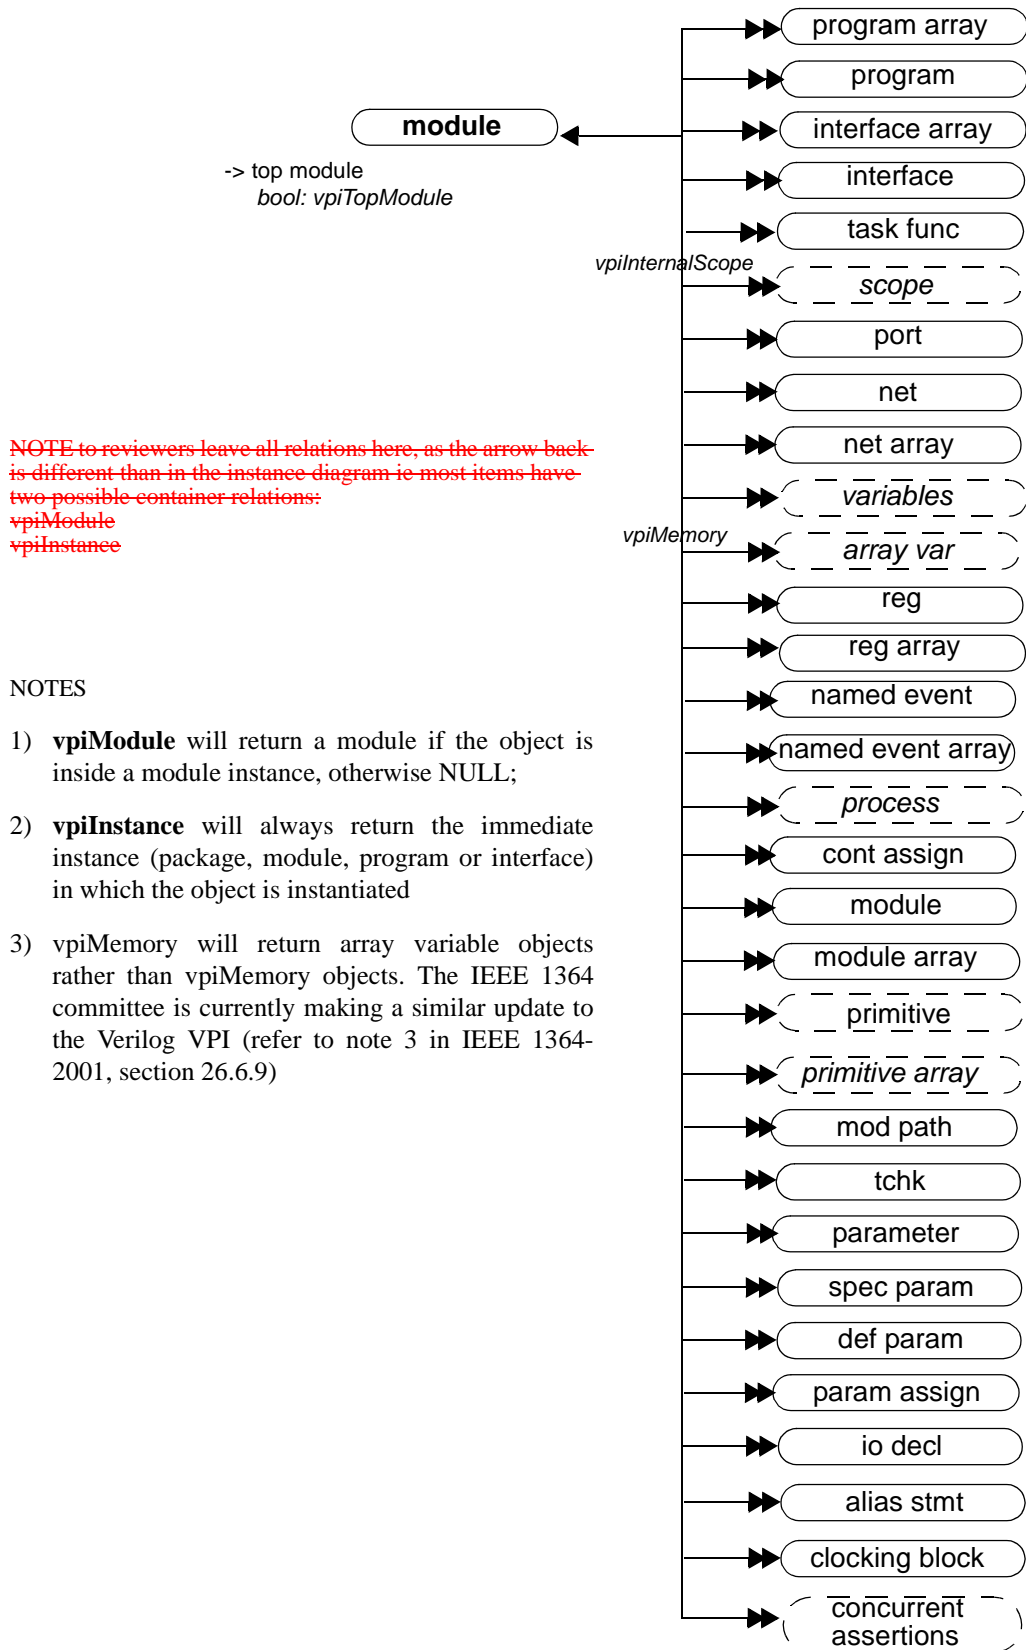 module
-> top module
bool: vpiTopModule
NOTE to reviewers leave all relations here, as the arrow back
is different than in the instance diagram ie most items have
two possible container relations:
vpiModule
vpiInstance
NOTES
1) vpiModule will return a module if the object is
inside a module instance, otherwise NULL;
2) vpiInstance will always return the immediate
instance (package, module, program or interface)
in which the object is instantiated
3) vpiMemory will return array variable objects
rather than vpiMemory objects. The IEEE 1364
committee is currently making a similar update to
the Verilog VPI (refer to note 3 in IEEE 1364-
2001, section 26.6.9)
program array
program
interface array
interface
task func
vpiInternalScope
scope
port
net
net array
variables
vpiMemory
array var
reg
reg array
named event
named event array
process
cont assign
module
module array
primitive
primitive array
mod path
tchk
parameter
spec param
def param
param assign
io decl
alias stmt
clocking block
concurrent
assertions